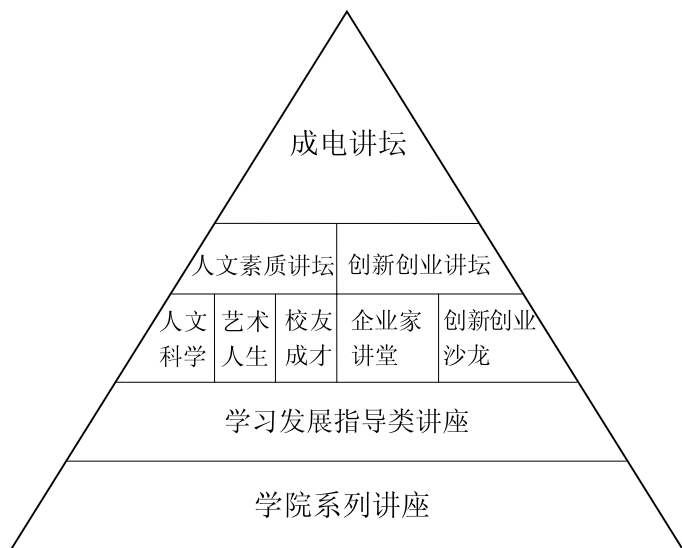 成电讲坛
人文素质讲坛
创新创业讲坛
人文
科学
艺术
人生
校友
成才
企业家
讲堂
创新创业
沙龙
学习发展指导类讲座
学院系列讲座